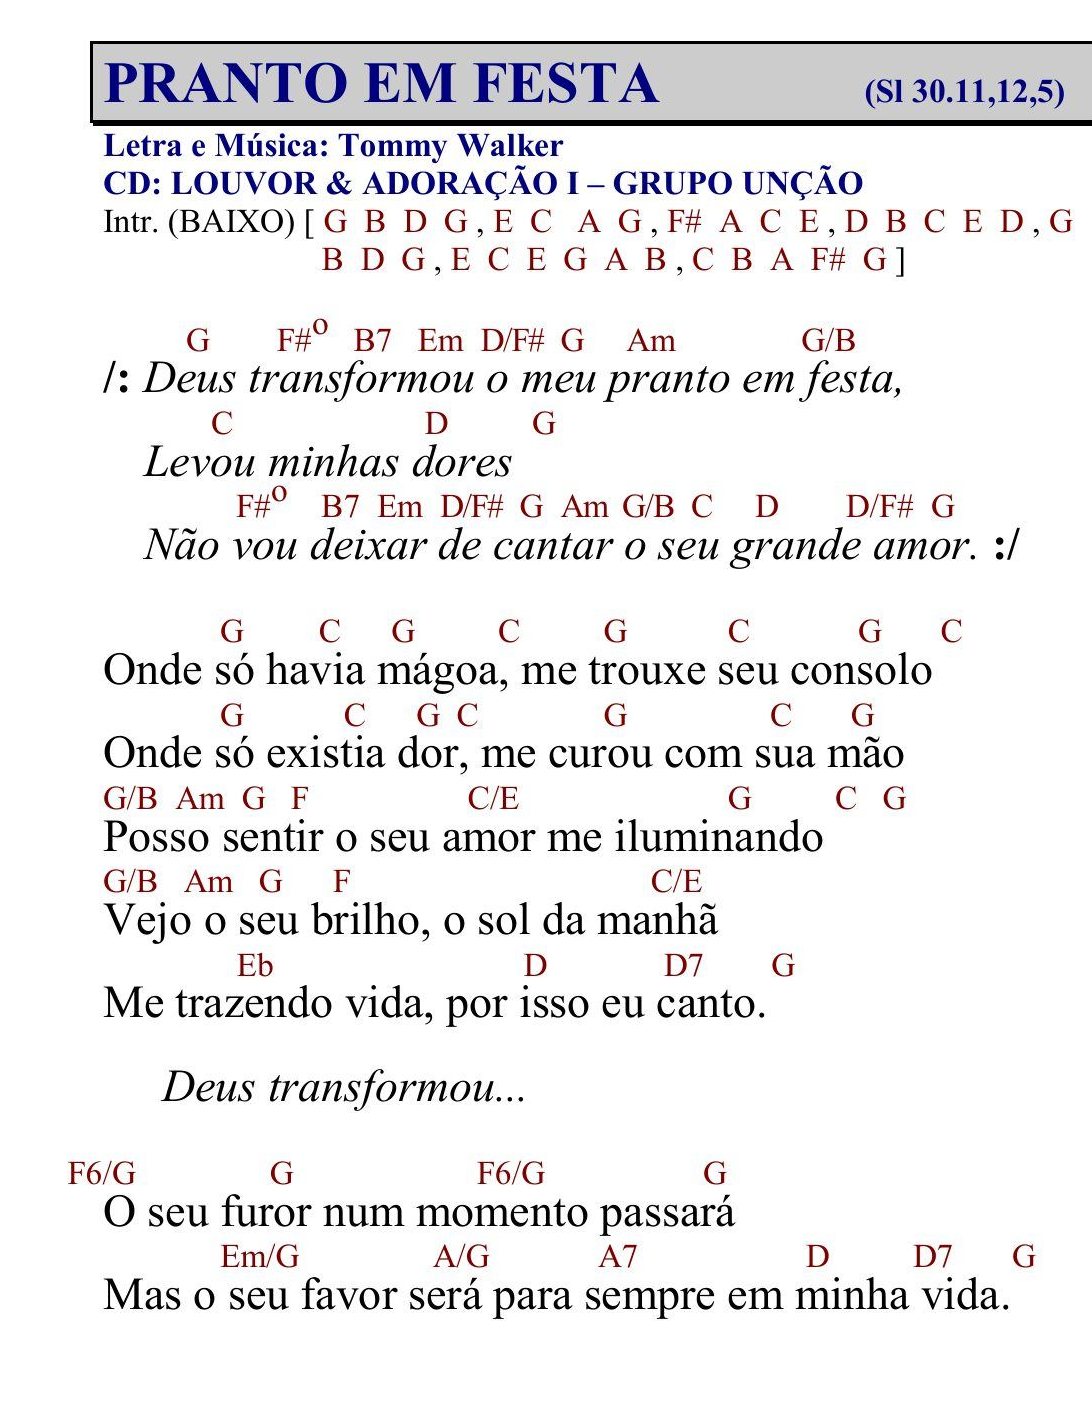 PRANTO EM FESTA (Sl 30.11,12,5)
Letra e Música: Tommy Walker
CD: LOUVOR & ADORAÇÃO I – GRUPO UNÇÃO
Intr. (BAIXO) [ G B D G , E C A G , F# A C E , D B C E D , G
B D G , E C E G A B , C B A F# G ]
G F#º B7 Em D/F# G Am G/B
/: Deus transformou o meu pranto em festa,
C D G
Levou minhas dores
F#º B7 Em D/F# G Am G/B C D D/F# G
Não vou deixar de cantar o seu grande amor. :/
G C G C G C G C
Onde só havia mágoa, me trouxe seu consolo
G C G C G C G
Onde só existia dor, me curou com sua mão
G/B Am G F C/E G C G
Posso sentir o seu amor me iluminando
G/B Am G F C/E
Vejo o seu brilho, o sol da manhã
Eb D D7 G
Me trazendo vida, por isso eu canto.
Deus transformou...
F6/G G F6/G G
O seu furor num momento passará
Em/G A/G A7 D D7 G
Mas o seu favor será para sempre em minha vida.